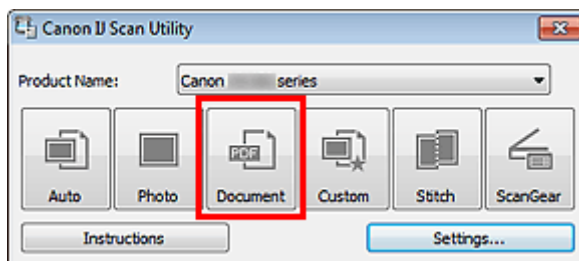 Canon IJ Scan Utility
Product Name: Canon series
PDF
Auto Photo Document Custom Stitch ScanGear
Instructions Settings...